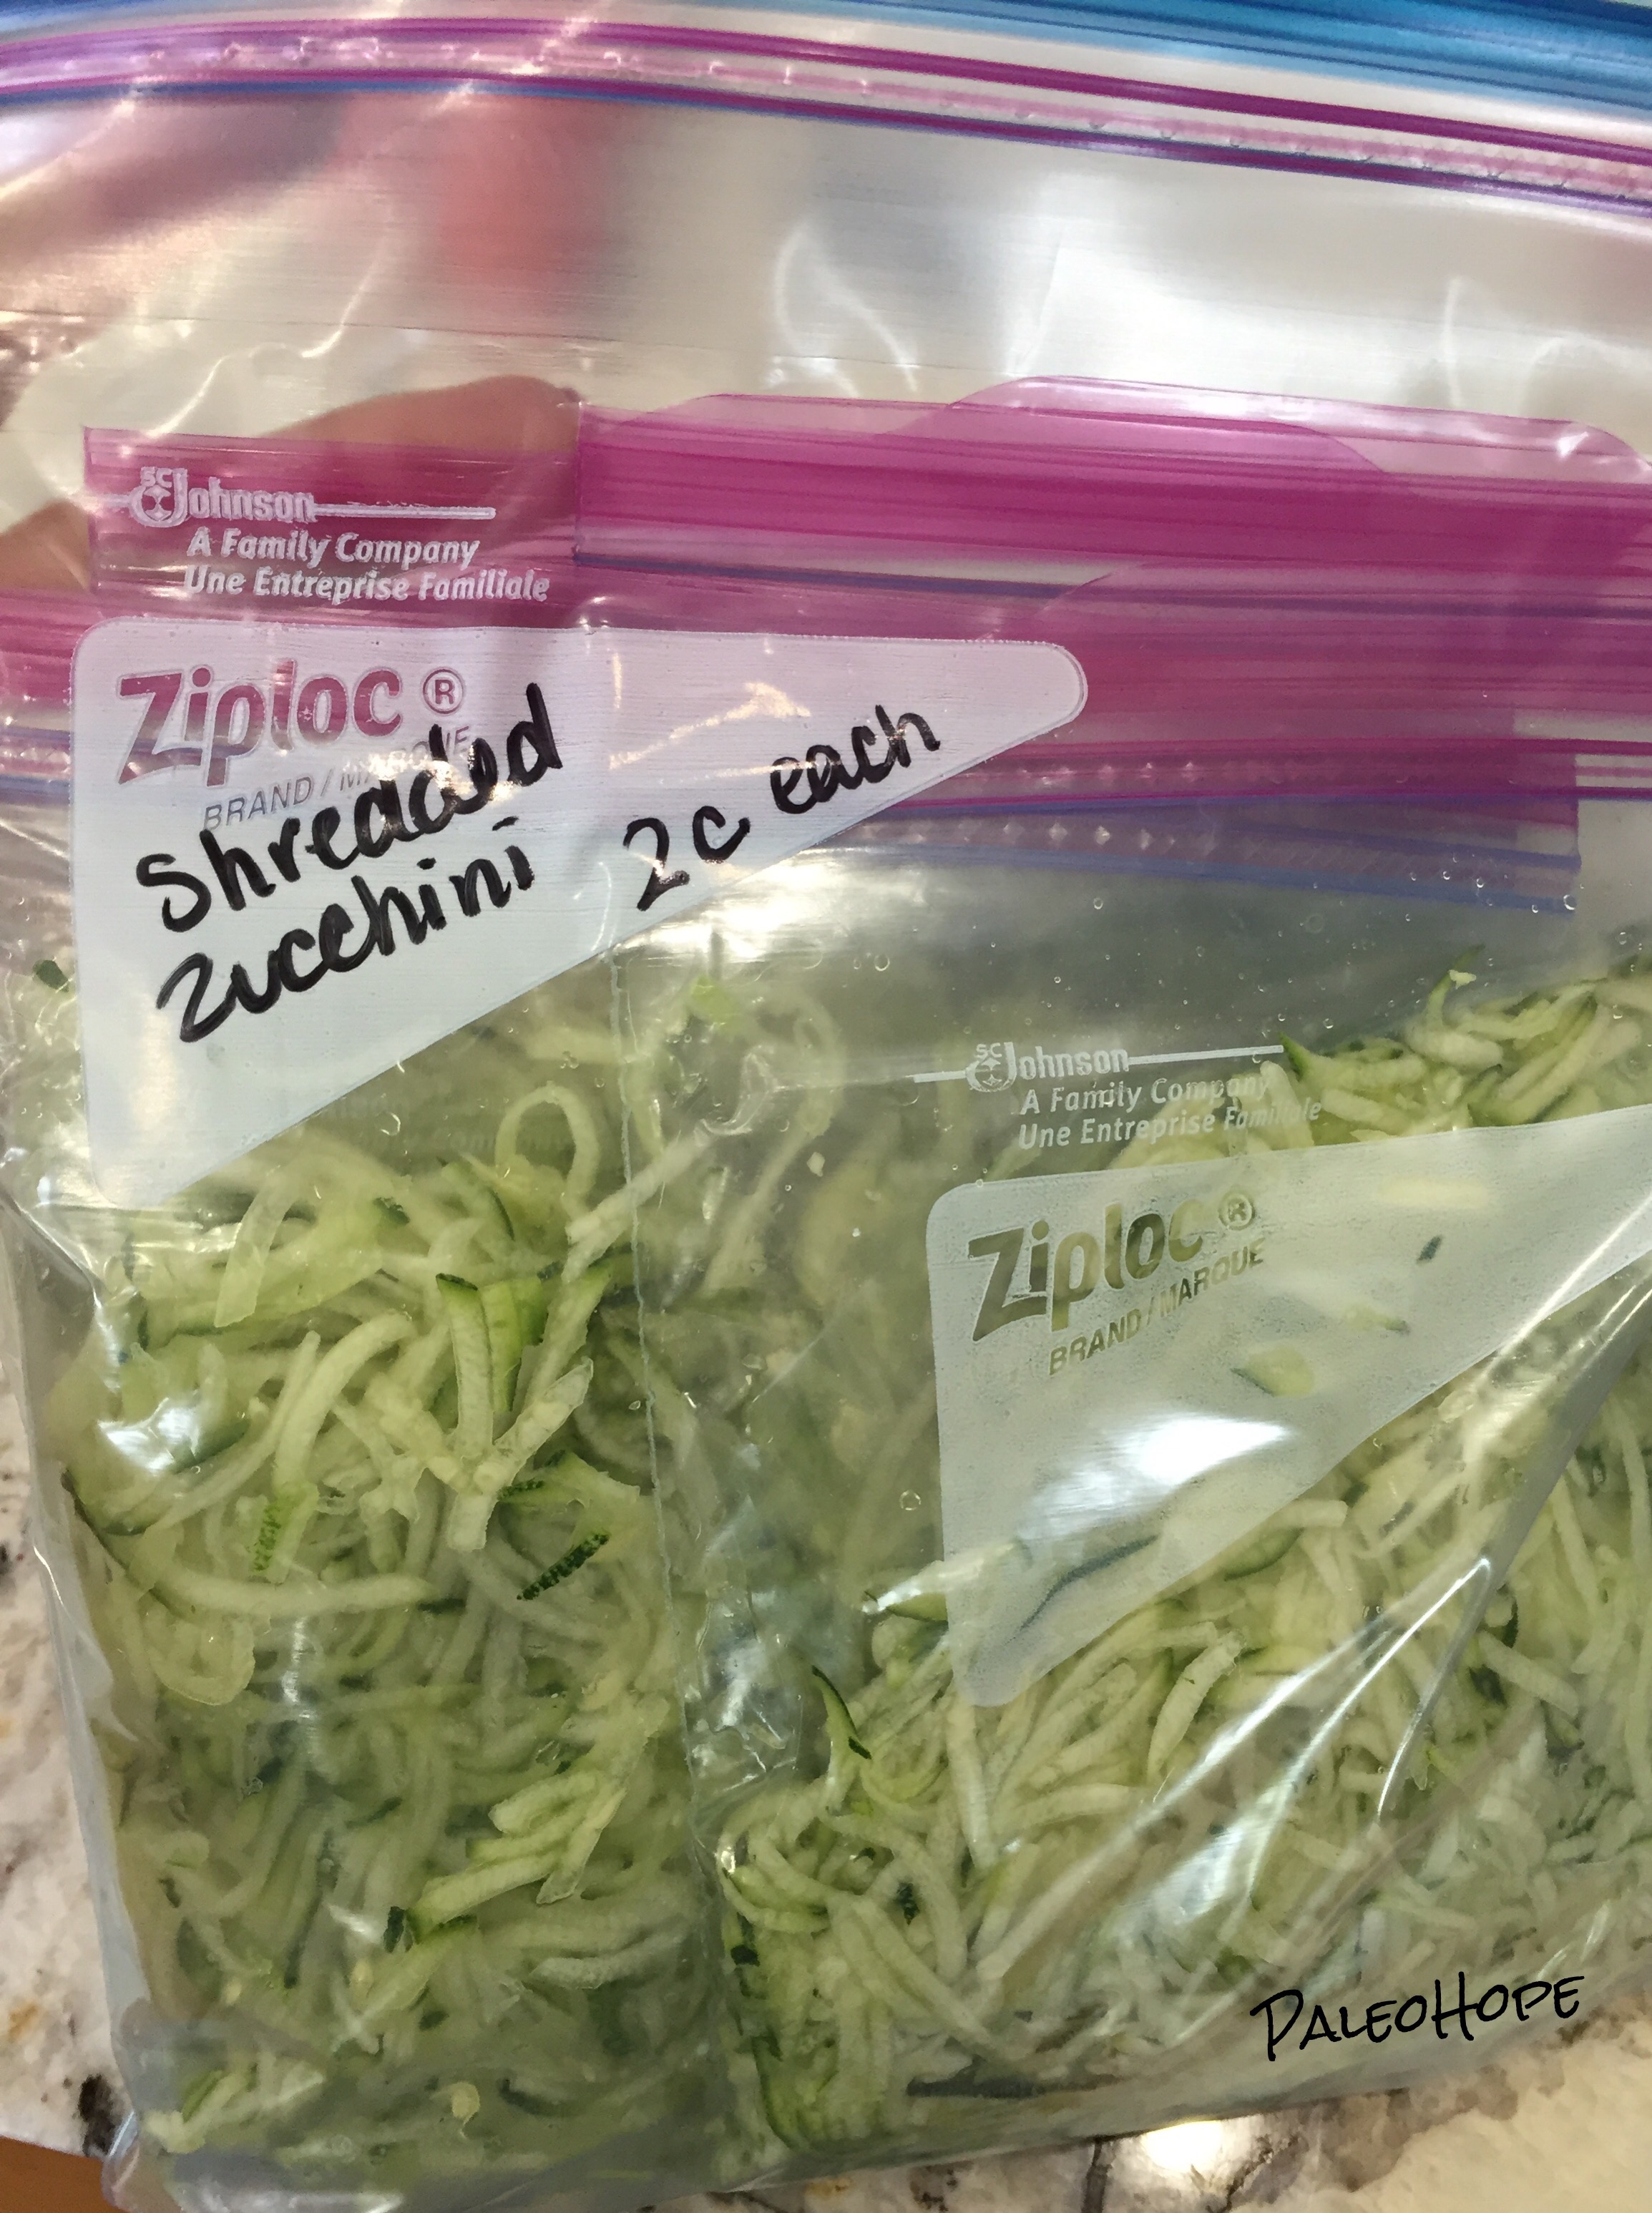 SC Johnson
A Family Company
Une Entreprise Familiale
Ziploc®
BRAND / MARQUE
Shredded
Zucchini
2c each
SC Johnson
A Family Company
Une Entreprise Familiale
Ziploc®
BRAND / MARQUE
PALEOHOPE